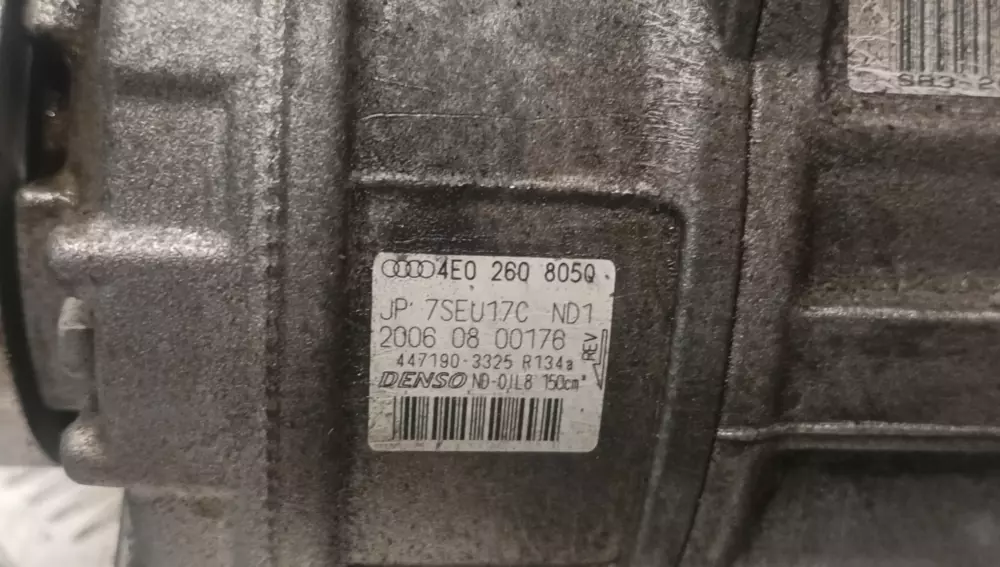 4E0 260 805Q
JP 7SEU17C ND1
2006 08 00176
447190-3325 R134a
REV
DENSO ND-OIL8 150cm³